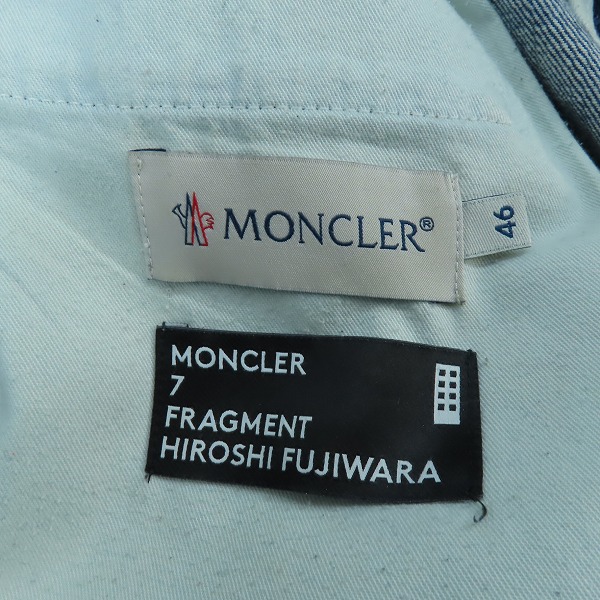 MONCLER®
46
MONCLER
7
FRAGMENT
HIROSHI FUJIWARA